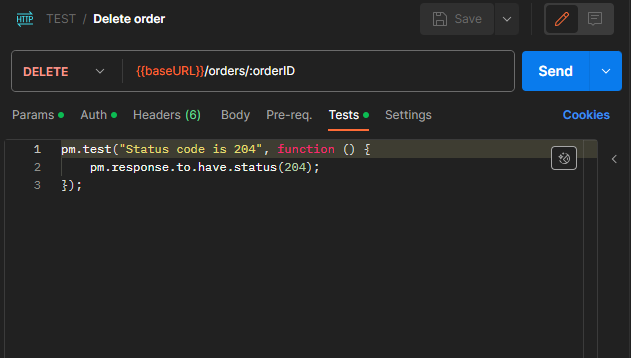 HTTP TEST / Delete order Save
DELETE {{baseURL}}/orders/:orderID Send
Params Auth Headers (6) Body Pre-req. Tests Settings Cookies
1 pm.test("Status code is 204", function () {
2 pm.response.to.have.status(204);
3 });